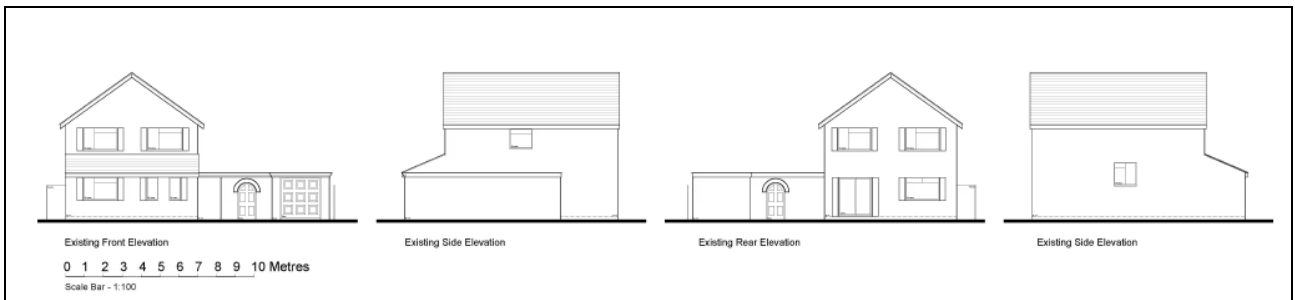 Existing Front Elevation
Existing Side Elevation
Existing Rear Elevation
Existing Side Elevation
0 1 2 3 4 5 6 7 8 9 10 Metres
Scale Bar - 1:100